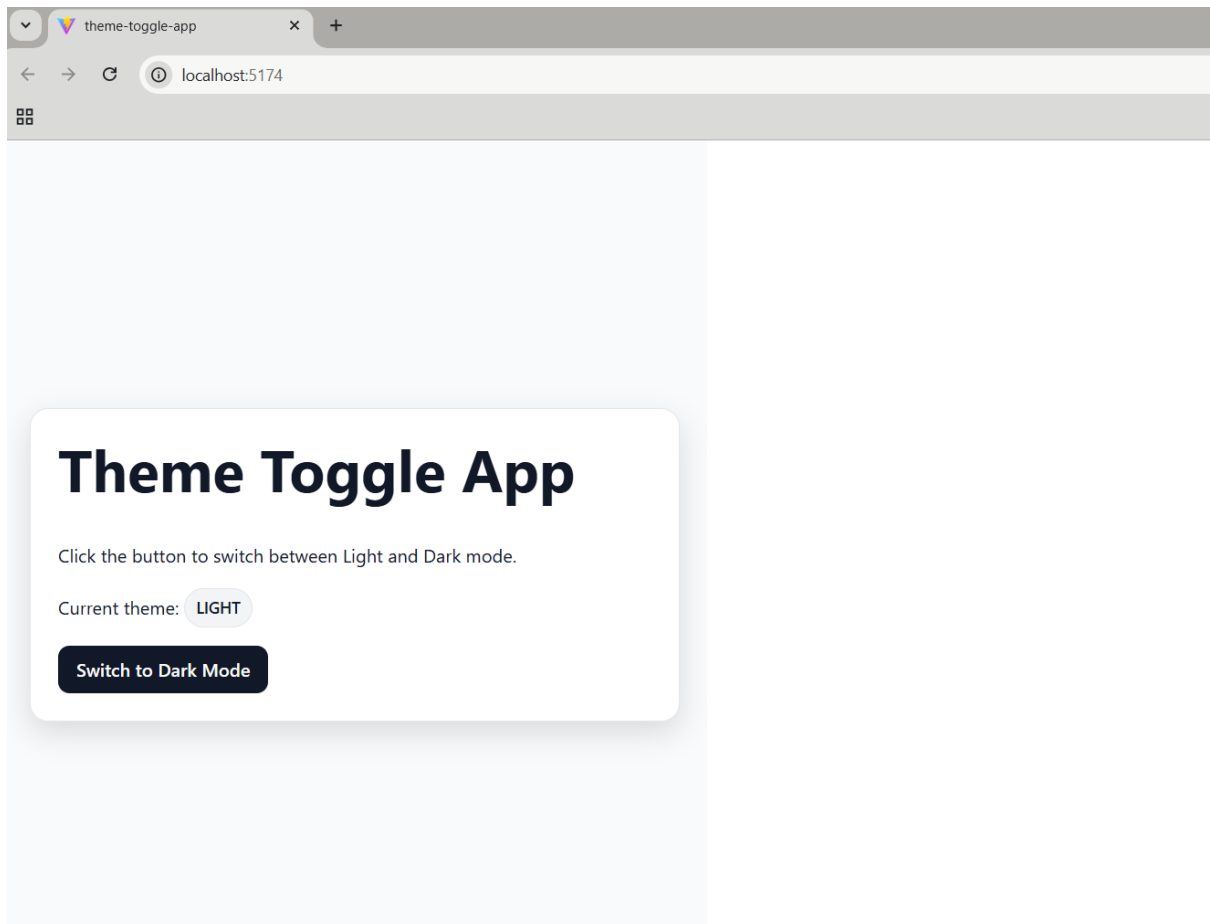 theme-toggle-app
localhost:5174
Theme Toggle App
Click the button to switch between Light and Dark mode.
Current theme: LIGHT
Switch to Dark Mode